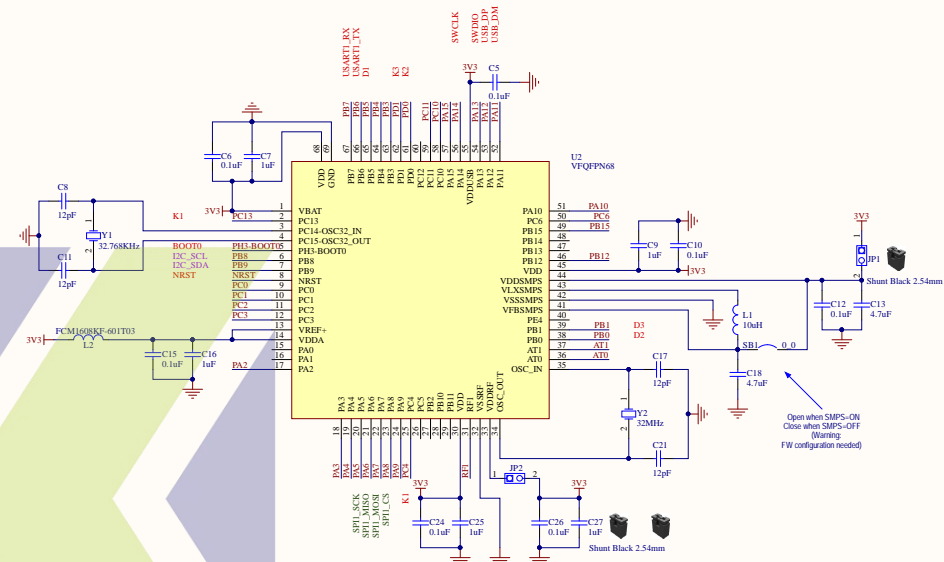 USART1_RX
USART1_TX
D1
K3
K2
SWCLK
SWDIO
USB_DP
USB_DM
3V3
C5
0.1uF
PB7
PB6
PB5
PB4
PB3
PD1
PD0
PC11
PC10
PA15
PA14
PA13
PA12
PA11
C6
0.1uF
C7
1uF
68
69
67
66
65
64
63
62
61
60
59
58
57
56
55
54
53
52
U2
VFQFPN68
VDD
GND
PB7
PB6
PB5
PB4
PB3
PD1
PD0
PC12
PC11
PC10
PA15
PA14
VDDUSB
PA13
PA12
PA11
C8
12pF
Y1
32.768KHz
1
2
C11
12pF
3V3
K1
PC13
BOOT0
PH3-BOOT0
I2C_SCL
PB8
I2C_SDA
PB9
NRST
NRST
PC0
PC1
PC2
PC3
1 VBAT
2 PC13
3 PC14-OSC32_IN
4 PC15-OSC32_OUT
5 PH3-BOOT0
6 PB8
7 PB9
8 NRST
9 PC0
10 PC1
11 PC2
12 PC3
13 VREF+
14 VDDA
15 PA0
16 PA1
17 PA2
PA2
3V3
FCM1608KF-601T03
L2
C15
0.1uF
C16
1uF
PA10 51 PA10
PC6 50 PC6
PB15 49 PB15
PB14 48
PB13 47
PB12 46 PB12
VDD 45
VDDSMPS 44
VLXSMPS 43
VSSSMPS 42
VFBSMPS 41
PE4 40
PB1 39 PB1 D3
PB0 38 PB0 D2
AT1 37 AT1
AT0 36 AT0
OSC_IN 35
C9
1uF
C10
0.1uF
3V3
3V3
1
JP1
2
Shunt Black 2.54mm
C12
0.1uF
C13
4.7uF
L1
10uH
SB1
0_0
C18
4.7uF
Open when SMPS=ON
Close when SMPS=OFF
(Warning:
FW configuration needed)
C17
12pF
1
Y2
32MHz
2
C21
12pF
PA3
PA4
PA5
PA6
PA7
PA8
PA9
PC4
PC5
PB2
PB10
PB11
VDD
RF1
VSSRF
VDDRF
OSC_OUT
18
19
20
21
22
23
24
25
26
27
28
29
30
31
32
33
34
PA3
PA4
PA5
PA6
PA7
PA8
PA9
PC4
RF1
SPI1_SCK
SPI1_MISO
SPI1_MOSI
SPI1_CS
K1
3V3
C24
0.1uF
C25
1uF
1
JP2
2
3V3
C26
0.1uF
C27
1uF
Shunt Black 2.54mm